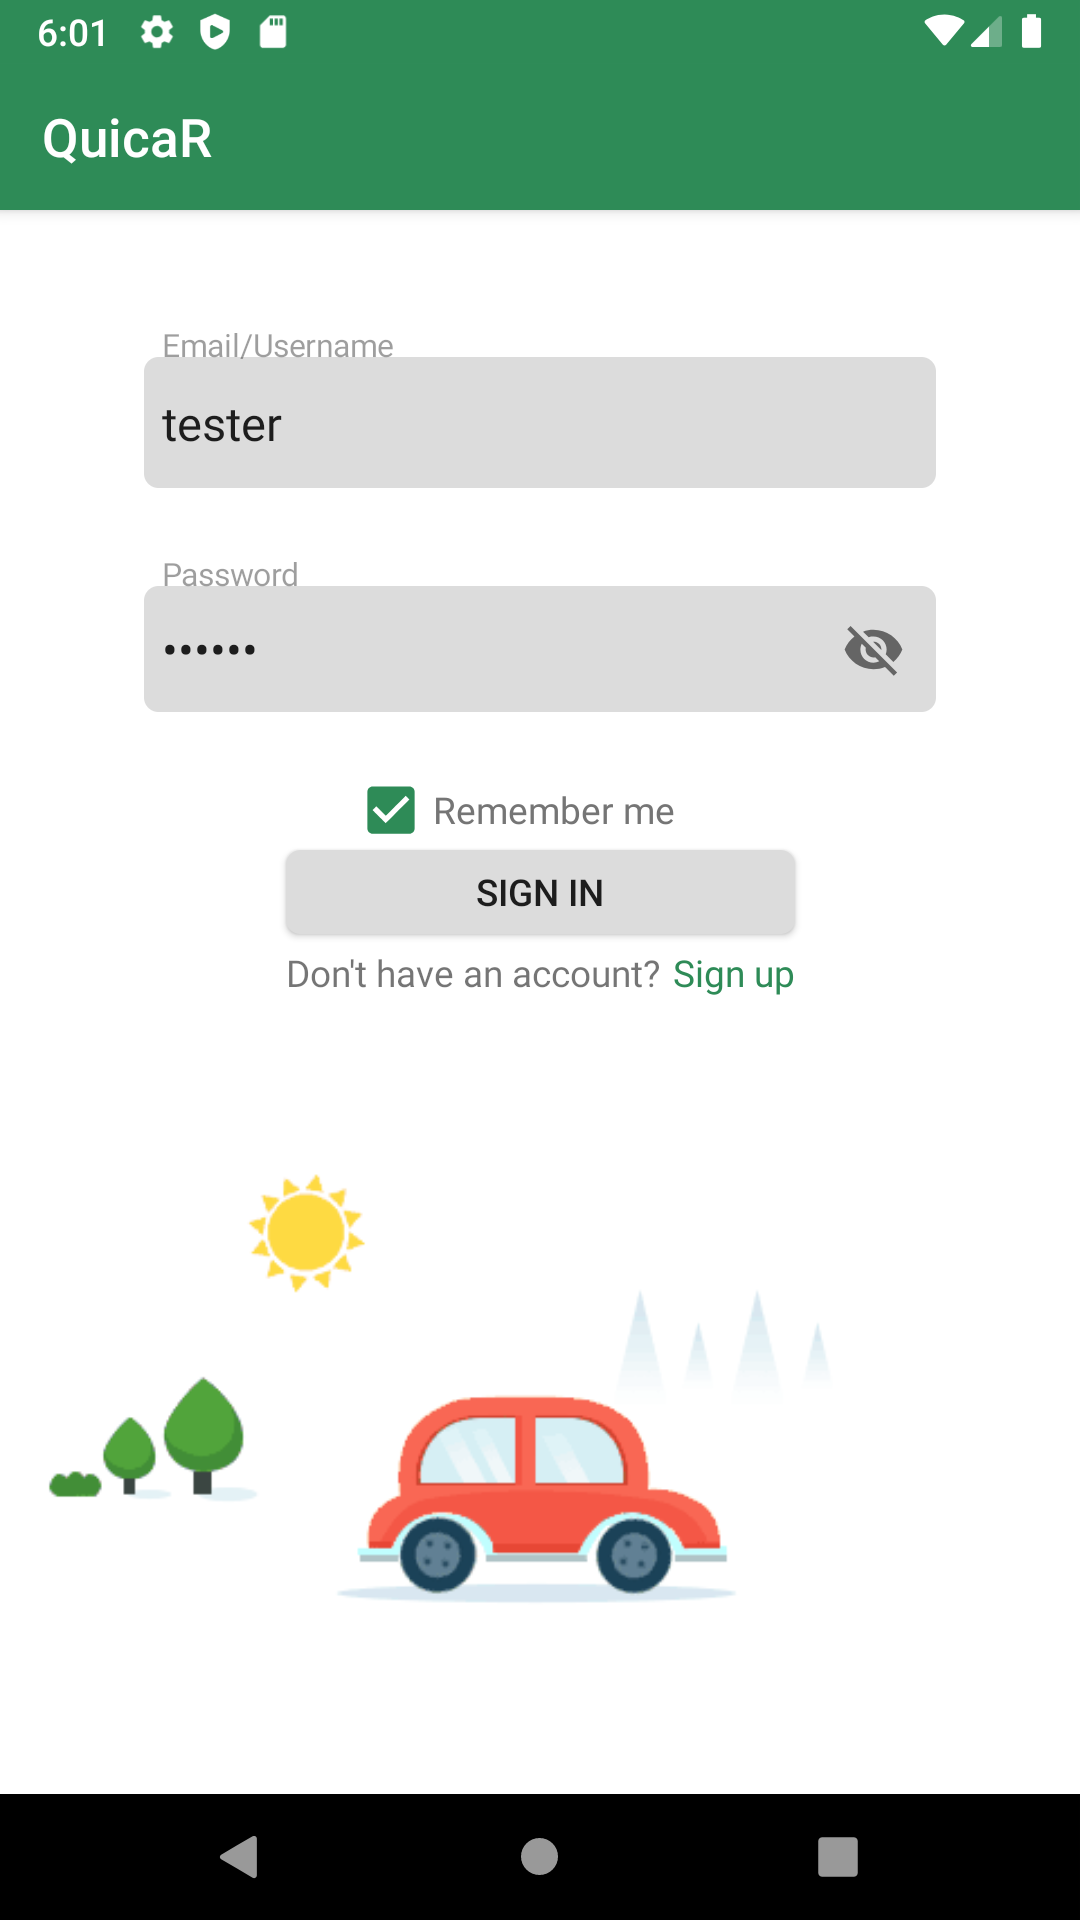 6:01
QuicaR
Email/Username
tester
Password
••••••
Remember me
SIGN IN
Don't have an account? Sign up